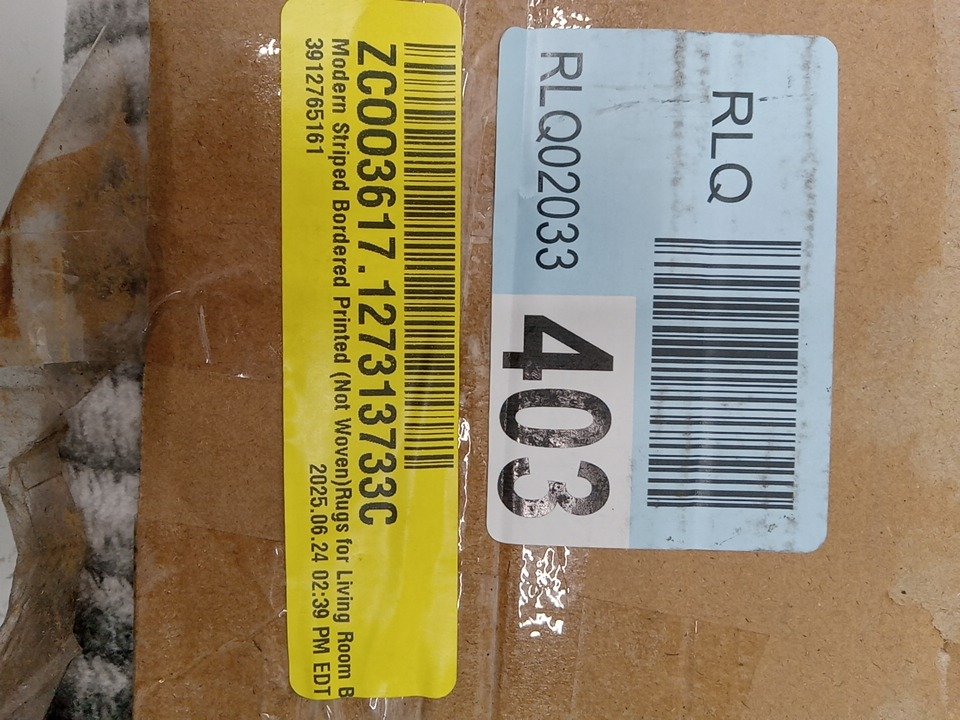 RLQ
RLQ02033
403
ZC003617.127313733C
Modern Striped Bordered Printed (Not Woven)Rugs for Living Room B
3912765161
2025.06.24 02:39 PM EDT